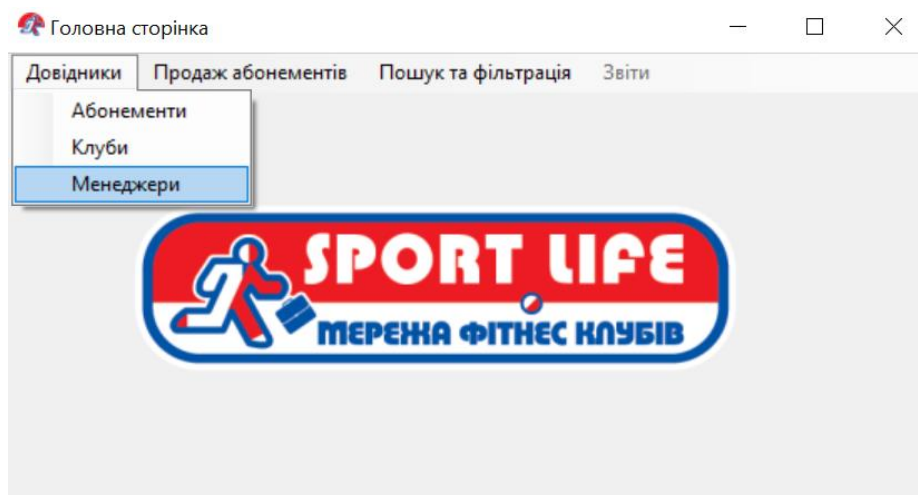 Головна сторінка
Довідники Продаж абонементів Пошук та фільтрація Звіти
Абонементи
Клуби
Менеджери
SPORT LIFE
МЕРЕЖА ФІТНЕС КЛУБІВ